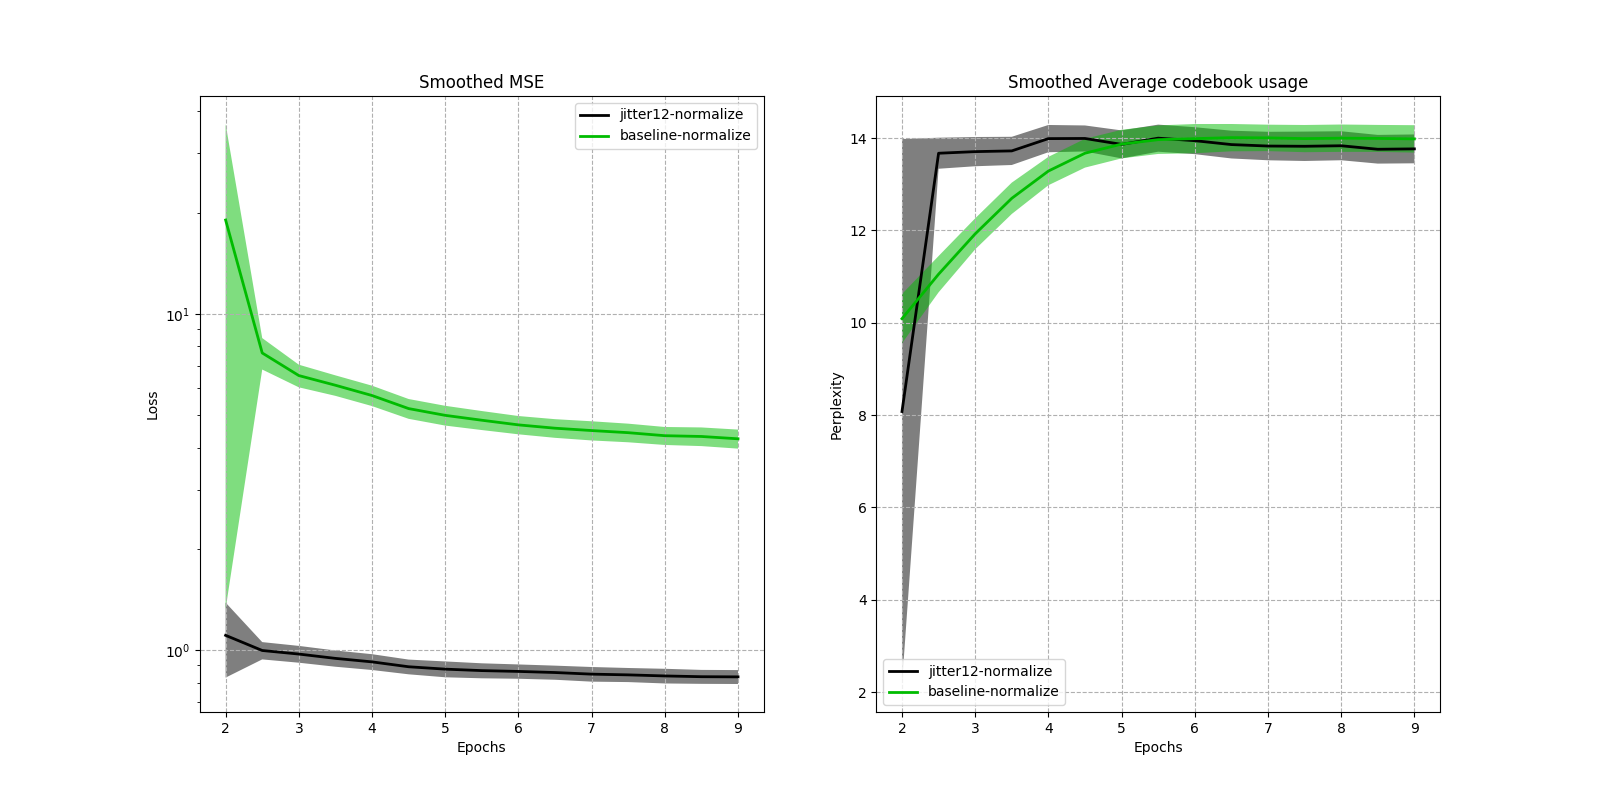 Smoothed MSE
jitter12-normalize
baseline-normalize
10¹
10⁰
Loss
2 3 4 5 6 7 8 9
Epochs
Smoothed Average codebook usage
14
12
10
8
6
4
2
Perplexity
jitter12-normalize
baseline-normalize
2 3 4 5 6 7 8 9
Epochs